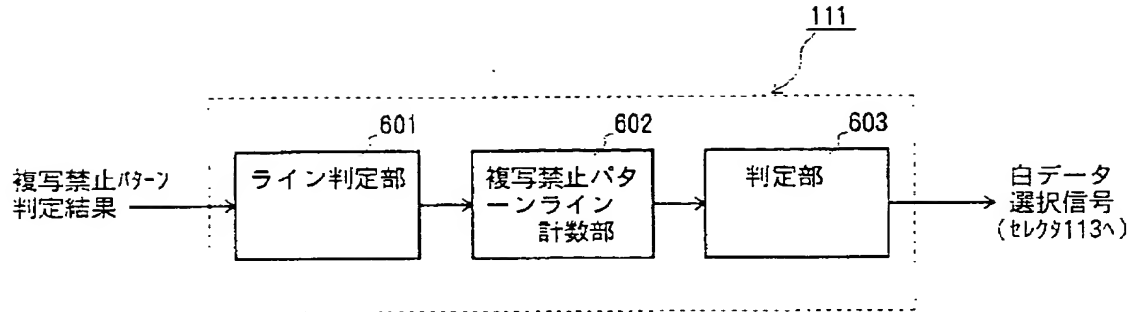 111
601
602
603
複写禁止パターン
判定結果
ライン判定部
複写禁止パタ
ーンライン
計数部
判定部
白データ
選択信号
(セレクタ113へ)